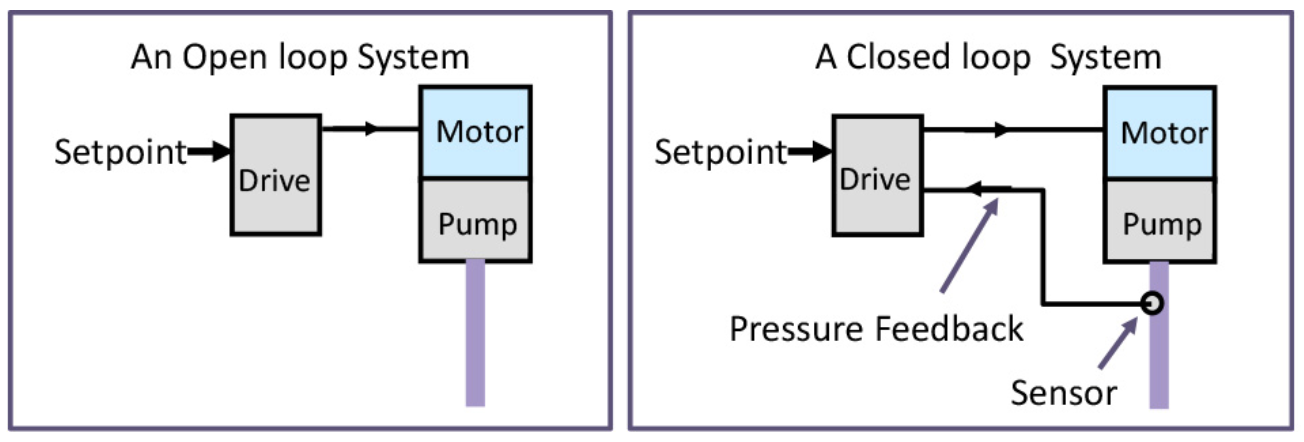 An Open loop System
Setpoint
Drive
Motor
Pump
A Closed loop System
Setpoint
Drive
Motor
Pump
Pressure Feedback
Sensor